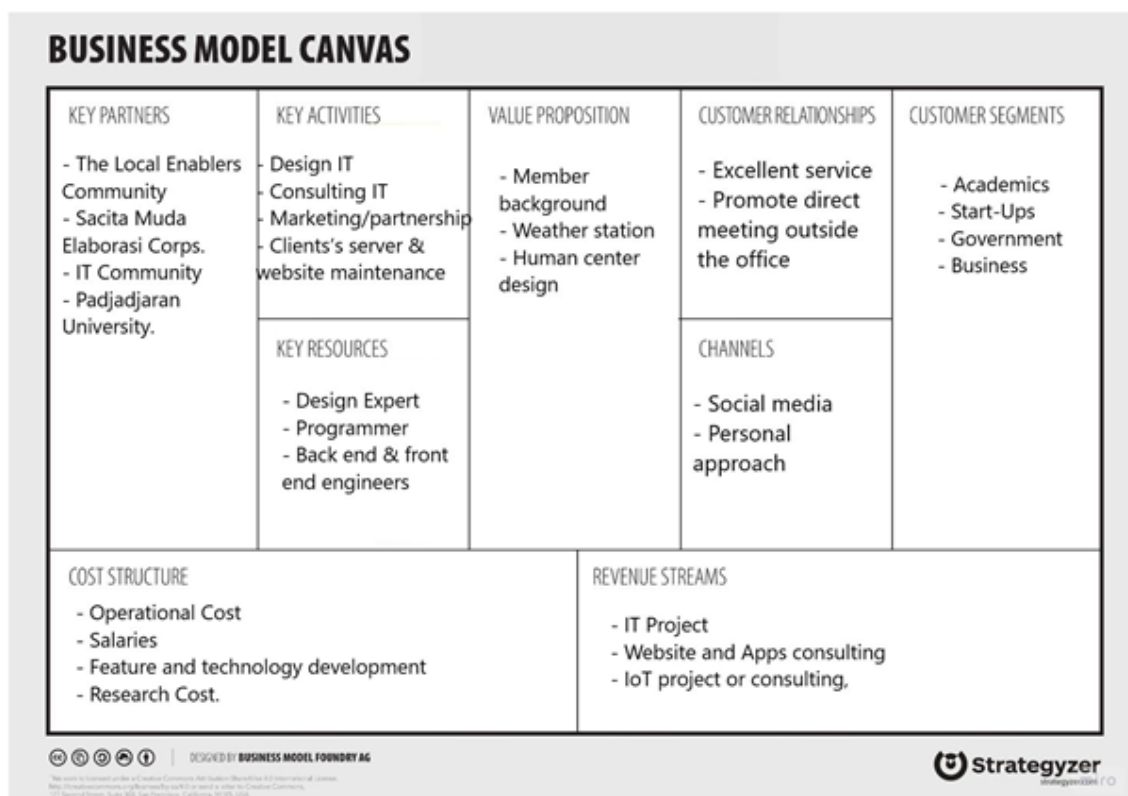 BUSINESS MODEL CANVAS
KEY PARTNERS
- The Local Enablers
Community
- Sacita Muda
Elaborasi Corps.
- IT Community
- Padjadjaran
University.
KEY ACTIVITIES
- Design IT
- Consulting IT
- Marketing/partnership
- Clients's server &
website maintenance
KEY RESOURCES
- Design Expert
- Programmer
- Back end & front
end engineers
VALUE PROPOSITION
- Member
background
- Weather station
- Human center
design
CUSTOMER RELATIONSHIPS
- Excellent service
- Promote direct
meeting outside
the office
CHANNELS
- Social media
- Personal
approach
CUSTOMER SEGMENTS
- Academics
- Start-Ups
- Government
- Business
COST STRUCTURE
- Operational Cost
- Salaries
- Feature and technology development
- Research Cost.
REVENUE STREAMS
- IT Project
- Website and Apps consulting
- IoT project or consulting,
DESIGNED BY BUSINESS MODEL FOUNDRY AG
Strategyzer
strategyzer.com